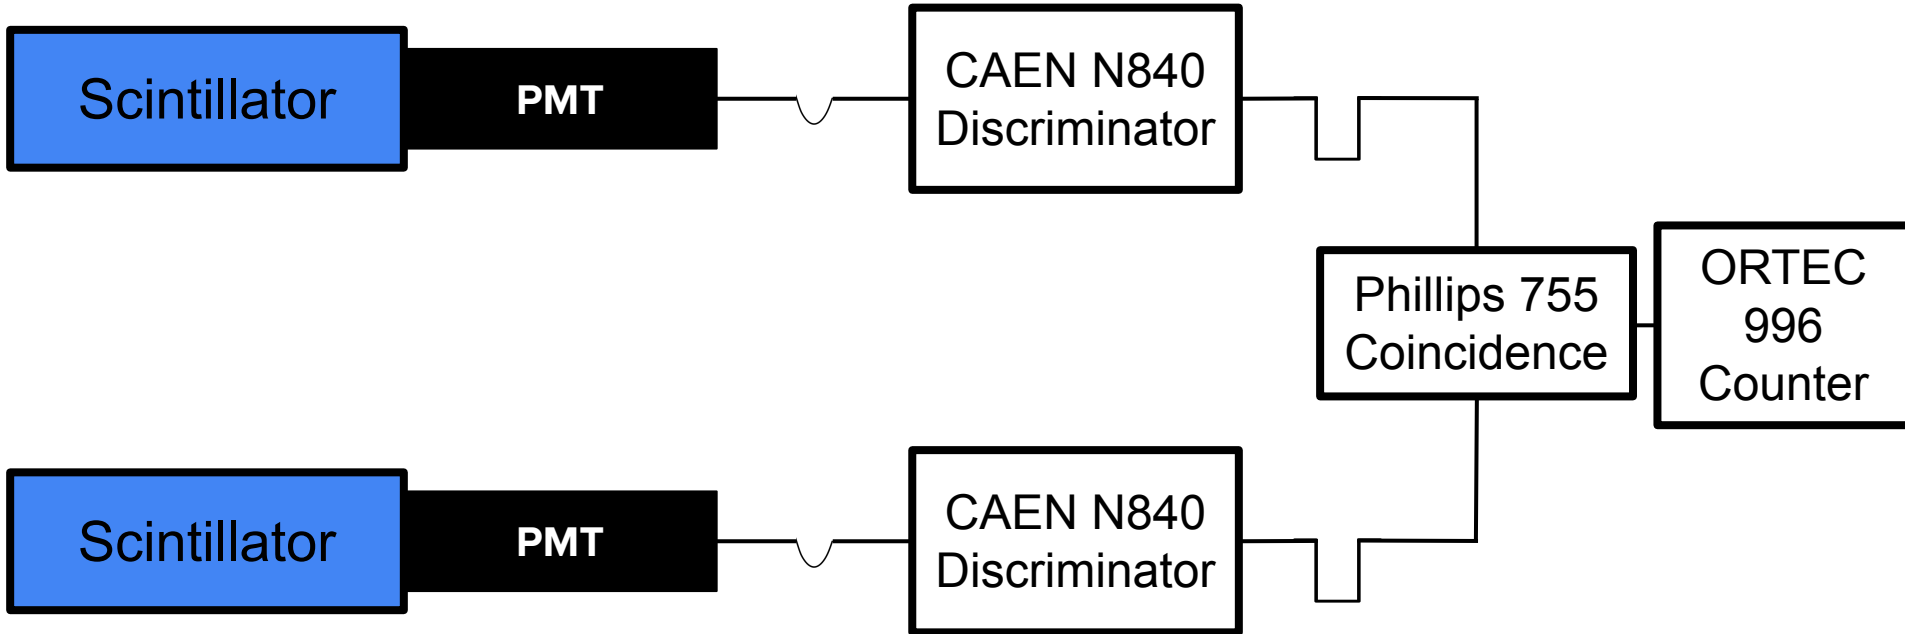 Scintillator
PMT
CAEN N840
Discriminator
Phillips 755
Coincidence
ORTEC
996
Counter
Scintillator
PMT
CAEN N840
Discriminator